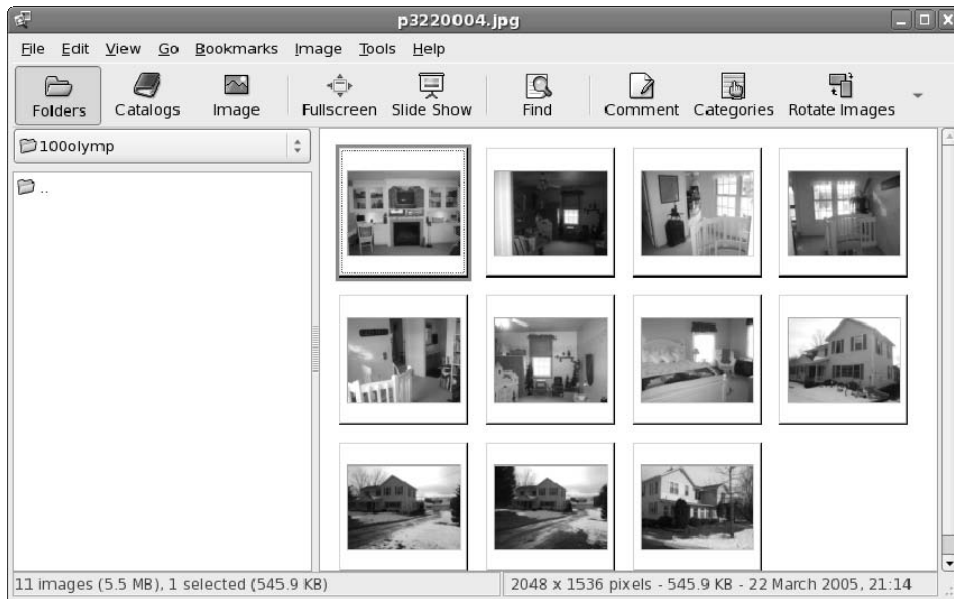 p3220004.jpg
File Edit View Go Bookmarks Image Tools Help
Folders Catalogs Image Fullscreen Slide Show Find Comment Categories Rotate Images
100olymp
..
11 images (5.5 MB), 1 selected (545.9 KB) 2048 x 1536 pixels - 545.9 KB - 22 March 2005, 21:14